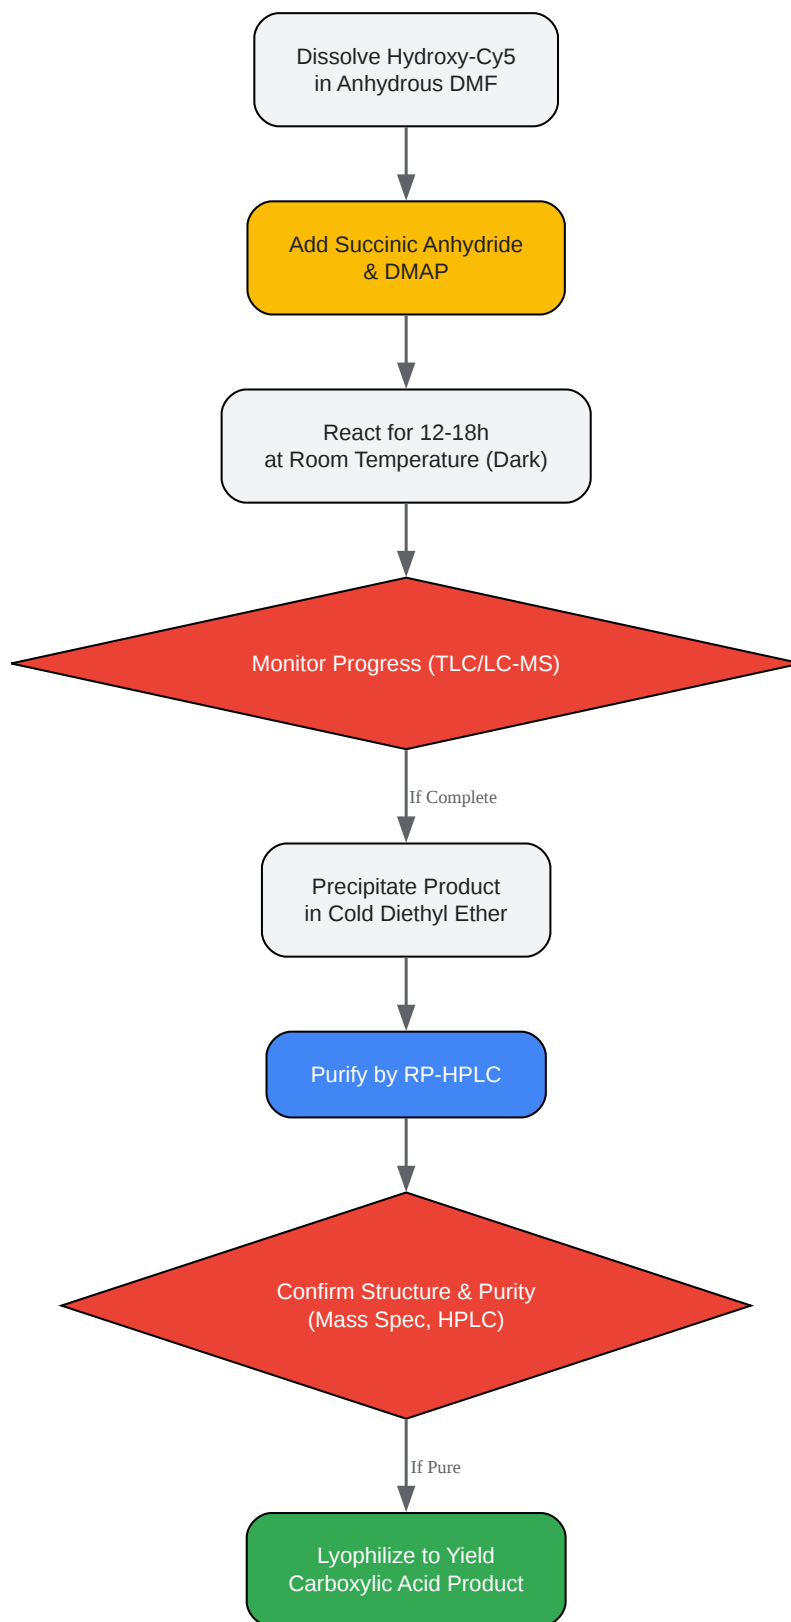 Dissolve Hydroxy-Cy5
in Anhydrous DMF
Add Succinic Anhydride
& DMAP
React for 12-18h
at Room Temperature (Dark)
Monitor Progress (TLC/LC-MS)
If Complete
Precipitate Product
in Cold Diethyl Ether
Purify by RP-HPLC
Confirm Structure & Purity
(Mass Spec, HPLC)
If Pure
Lyophilize to Yield
Carboxylic Acid Product